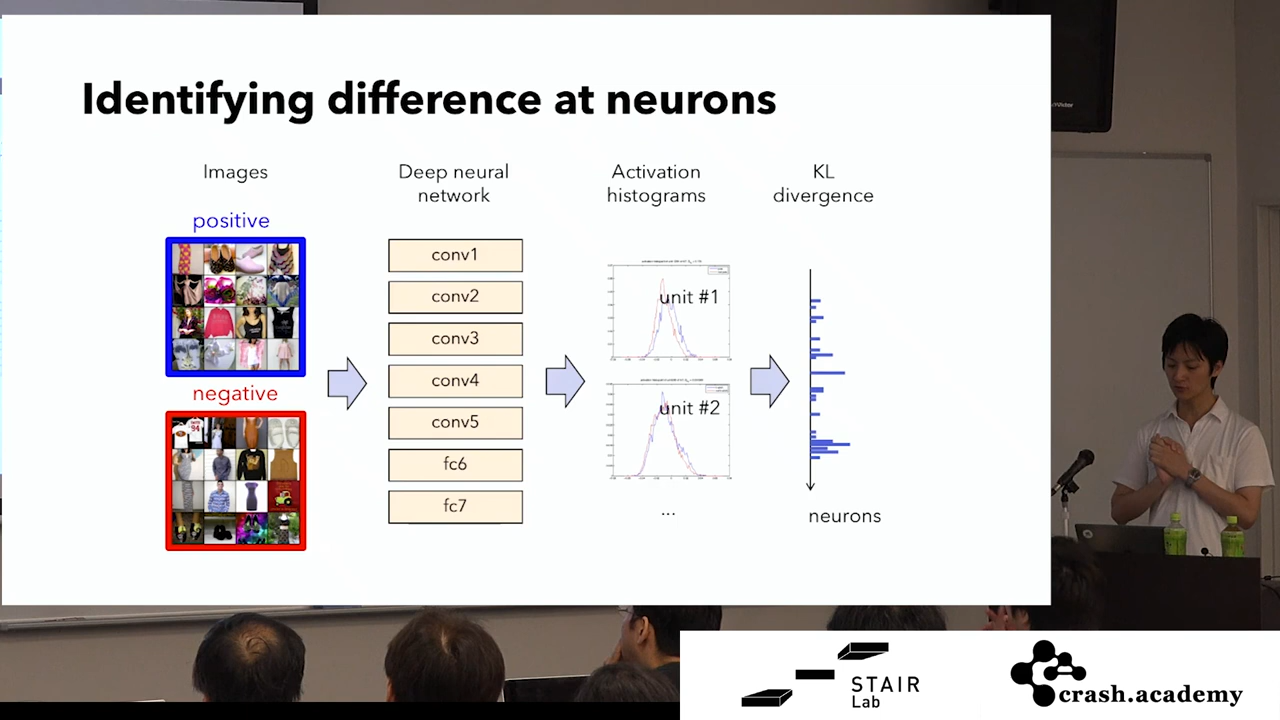 Identifying difference at neurons
Images
Deep neural
network
Activation
histograms
KL
divergence
positive
negative
conv1
conv2
conv3
conv4
conv5
fc6
fc7
unit #1
unit #2
...
neurons
STAIR
Lab
crash.academy